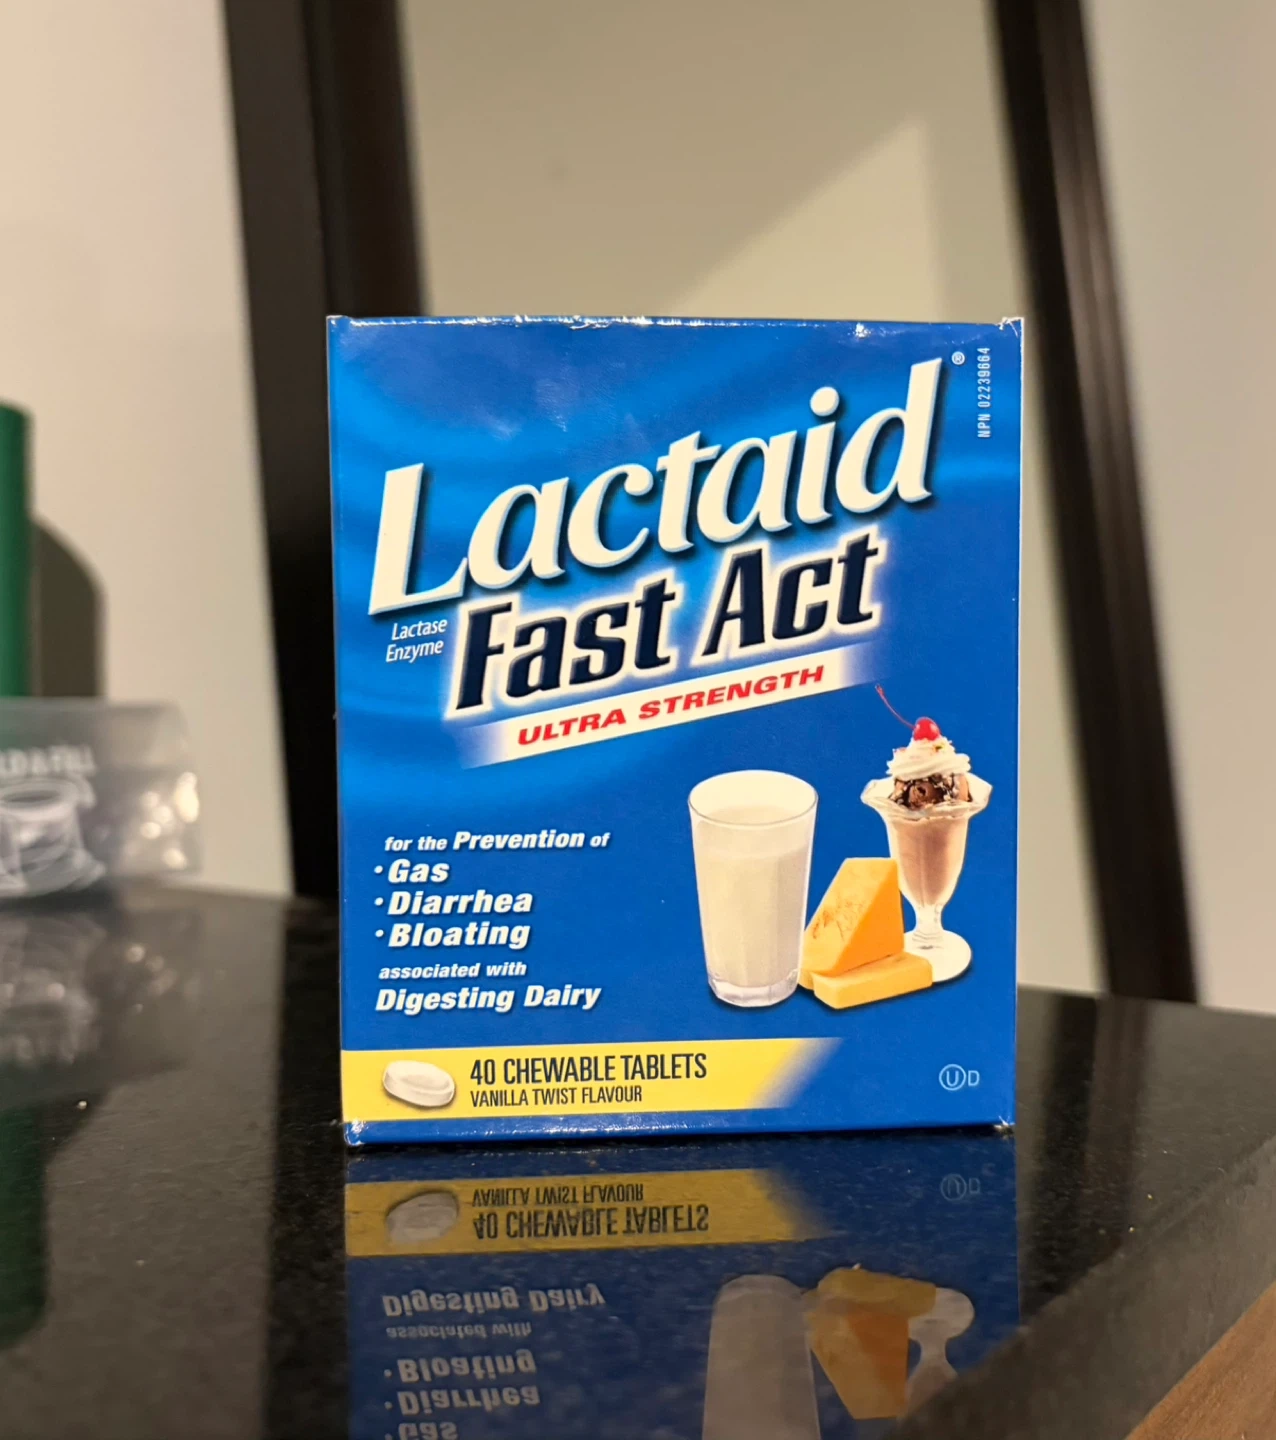 Lactaid®
NPN 02239664
Lactase
Enzyme
Fast Act
ULTRA STRENGTH
for the Prevention of
• Gas
• Diarrhea
• Bloating
associated with
Digesting Dairy
40 CHEWABLE TABLETS
VANILLA TWIST FLAVOUR
UD